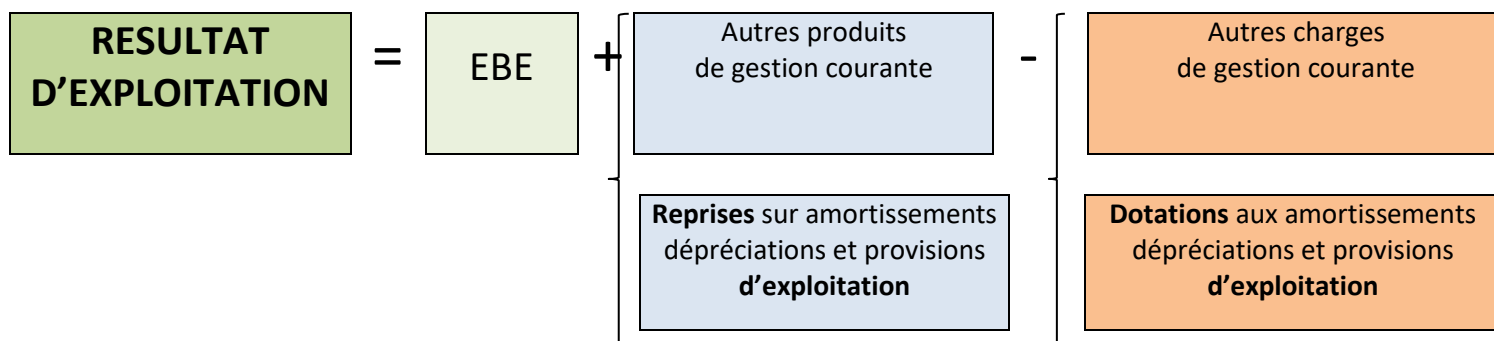 RESULTAT
D’EXPLOITATION
=
EBE
+
Autres produits
de gestion courante
-
Autres charges
de gestion courante
Reprises sur amortissements
dépréciations et provisions
d’exploitation
Dotations aux amortissements
dépréciations et provisions
d’exploitation